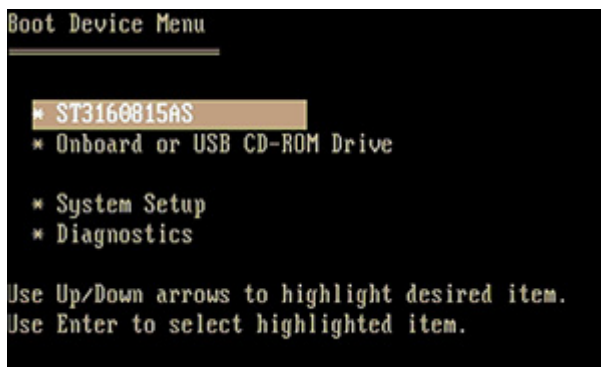 Boot Device Menu
* ST3160815AS
* Onboard or USB CD-ROM Drive
* System Setup
* Diagnostics
Use Up/Down arrows to highlight desired item.
Use Enter to select highlighted item.